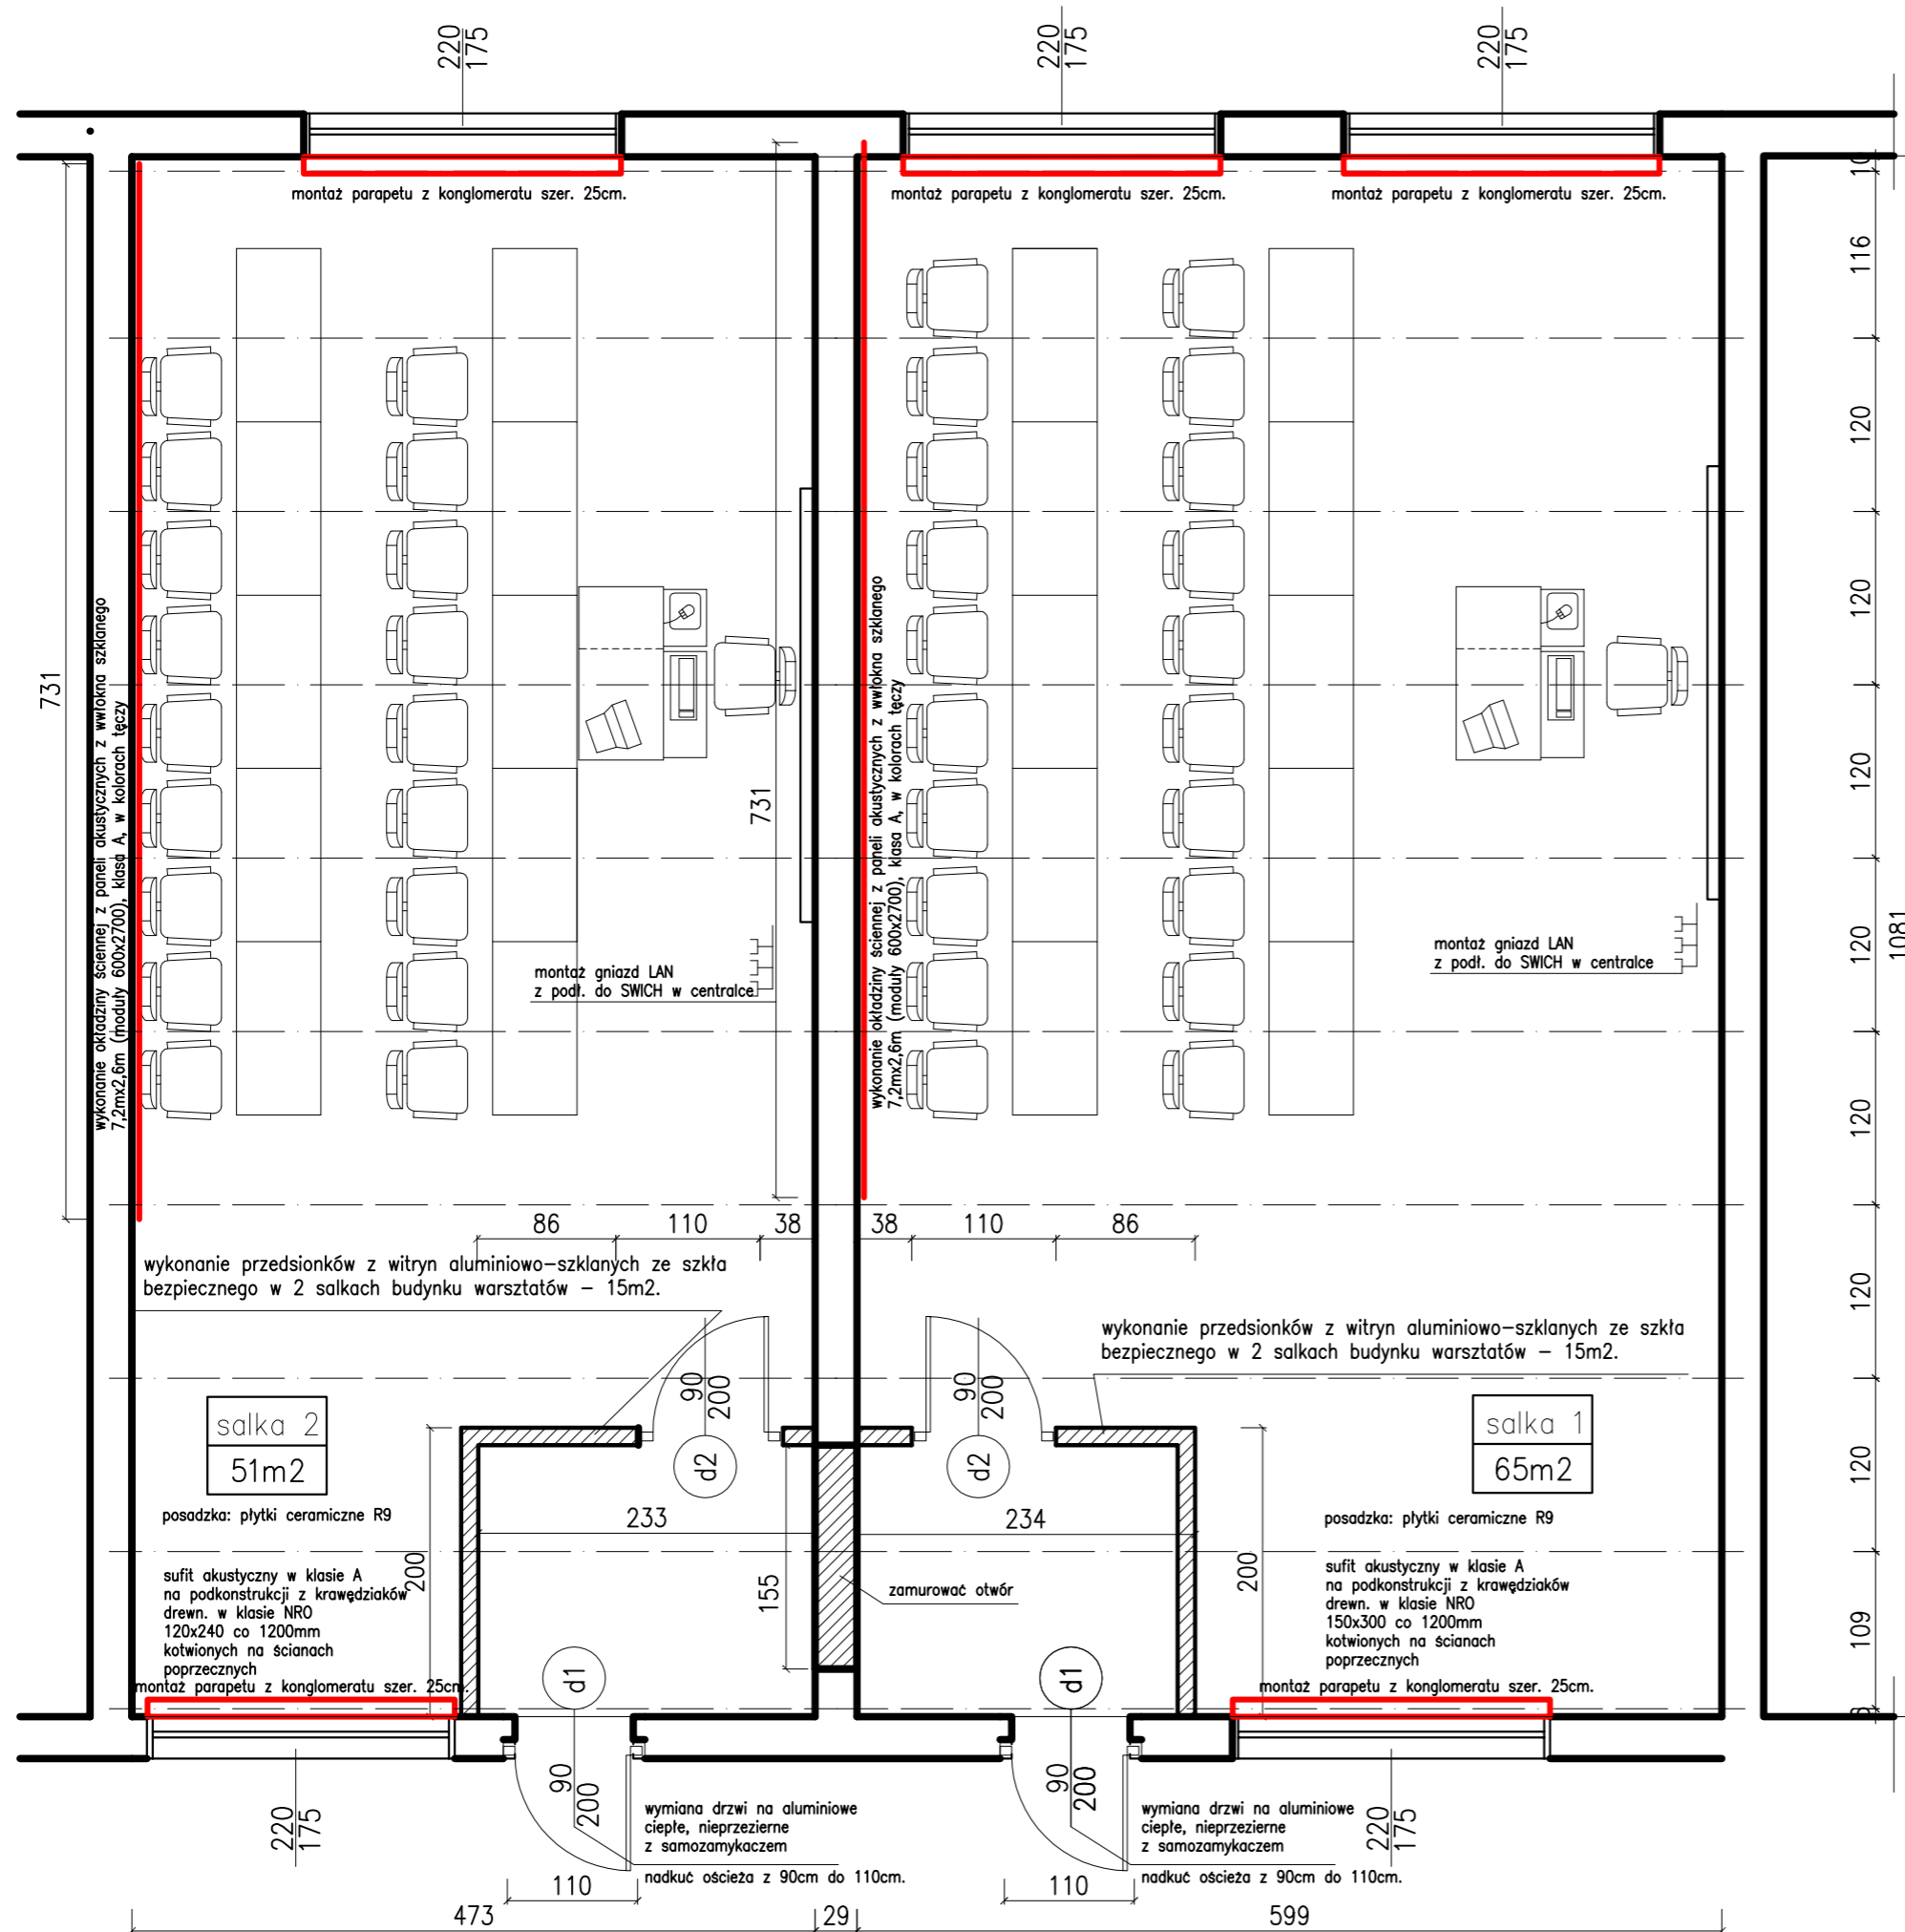 220
175
220
175
220
175
montaż parapetu z konglomeratu szer. 25cm.
montaż parapetu z konglomeratu szer. 25cm.
montaż parapetu z konglomeratu szer. 25cm.
10
116
120
120
120
120
120
120
120
109
1081
731
wykonanie okładziny ściennej z paneli akustycznych z wwłokna szklanego
7,2mx2,6m (moduły 600x2700), klasa A, w kolorach tęczy
731
wykonanie okładziny ściennej z paneli akustycznych z wwłokna szklanego
7,2mx2,6m (moduły 600x2700), klasa A, w kolorach tęczy
montaż gniazd LAN
z podł. do SWICH w centralce
montaż gniazd LAN
z podł. do SWICH w centralce
86
110
38
38
110
86
wykonanie przedsionków z witryn aluminiowo-szklanych ze szkła
bezpiecznego w 2 salkach budynku warsztatów – 15m2.
wykonanie przedsionków z witryn aluminiowo-szklanych ze szkła
bezpiecznego w 2 salkach budynku warsztatów – 15m2.
90
200
d2
90
200
d2
salka 2
51m2
salka 1
65m2
posadzka: płytki ceramiczne R9
posadzka: płytki ceramiczne R9
233
234
200
155
200
zamurować otwór
sufit akustyczny w klasie A
na podkonstrukcji z krawędziaków
drewn. w klasie NRO
120x240 co 1200mm
kotwionych na ścianach
poprzecznych
montaż parapetu z konglomeratu szer. 25cm.
sufit akustyczny w klasie A
na podkonstrukcji z krawędziaków
drewn. w klasie NRO
150x300 co 1200mm
kotwionych na ścianach
poprzecznych
montaż parapetu z konglomeratu szer. 25cm.
d1
d1
220
175
90
200
wymiana drzwi na aluminiowe
ciepłe, nieprzezierne
z samozamykaczem
nadkuć ościeża z 90cm do 110cm.
90
200
wymiana drzwi na aluminiowe
ciepłe, nieprzezierne
z samozamykaczem
nadkuć ościeża z 90cm do 110cm.
220
175
110
110
473
29
599